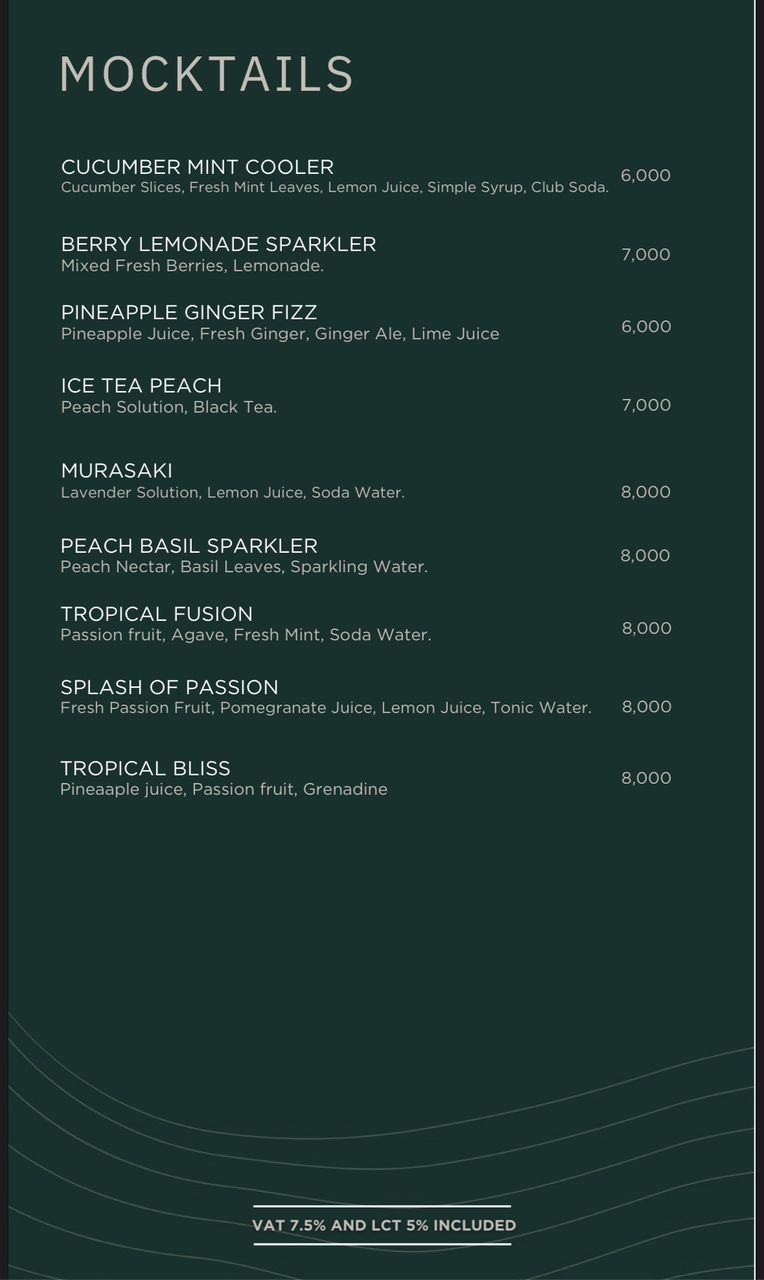 MOCKTAILS
CUCUMBER MINT COOLER
Cucumber Slices, Fresh Mint Leaves, Lemon Juice, Simple Syrup, Club Soda.
6,000
BERRY LEMONADE SPARKLER
Mixed Fresh Berries, Lemonade.
7,000
PINEAPPLE GINGER FIZZ
Pineapple Juice, Fresh Ginger, Ginger Ale, Lime Juice
6,000
ICE TEA PEACH
Peach Solution, Black Tea.
7,000
MURASAKI
Lavender Solution, Lemon Juice, Soda Water.
8,000
PEACH BASIL SPARKLER
Peach Nectar, Basil Leaves, Sparkling Water.
8,000
TROPICAL FUSION
Passion fruit, Agave, Fresh Mint, Soda Water.
8,000
SPLASH OF PASSION
Fresh Passion Fruit, Pomegranate Juice, Lemon Juice, Tonic Water.
8,000
TROPICAL BLISS
Pineaaple juice, Passion fruit, Grenadine
8,000
VAT 7.5% AND LCT 5% INCLUDED